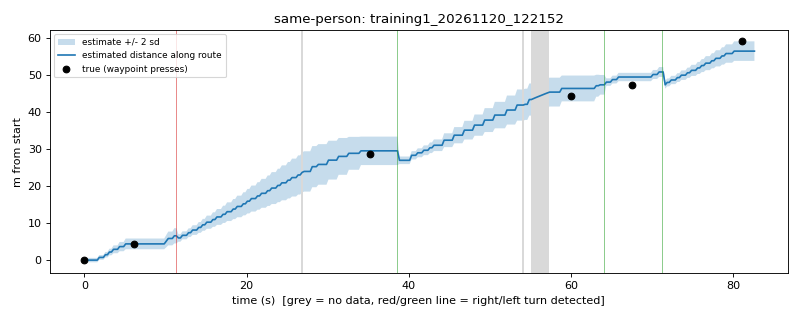 same-person: training1_20261120_122152
estimate +/- 2 sd
estimated distance along route
true (waypoint presses)
m from start
60
50
40
30
20
10
0
0
20
40
60
80
time (s)  [grey = no data, red/green line = right/left turn detected]